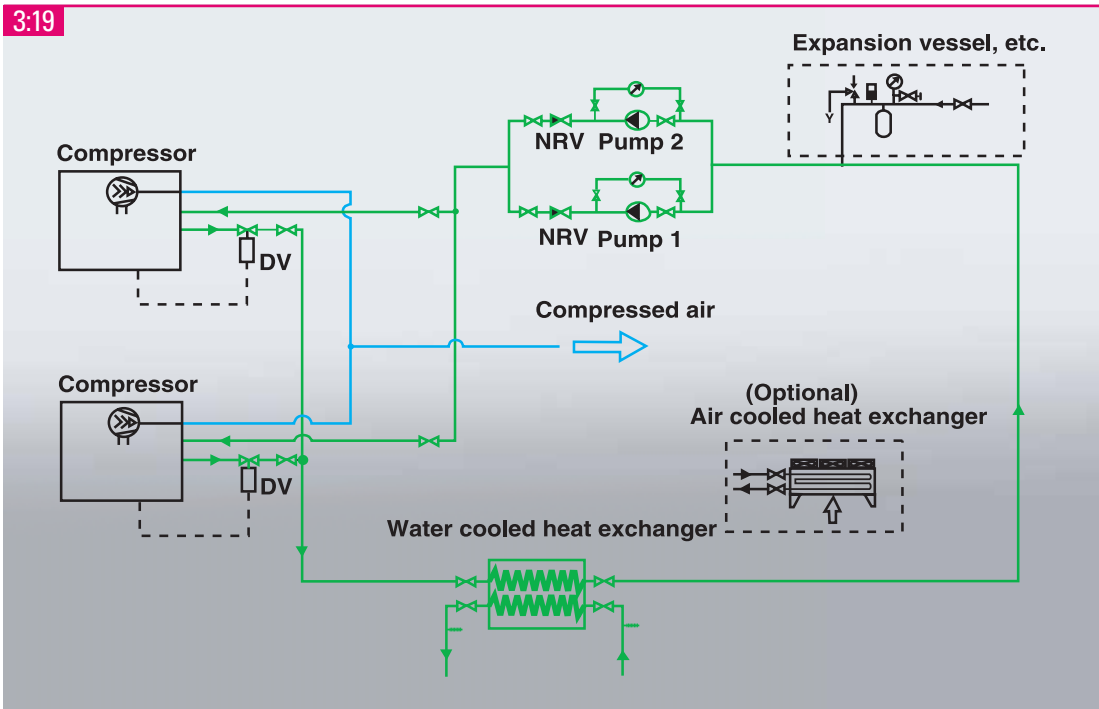 3:19
Expansion vessel, etc.
Y
NRV Pump 2
Compressor
NRV Pump 1
DV
Compressed air
Compressor
(Optional)
Air cooled heat exchanger
DV
Water cooled heat exchanger